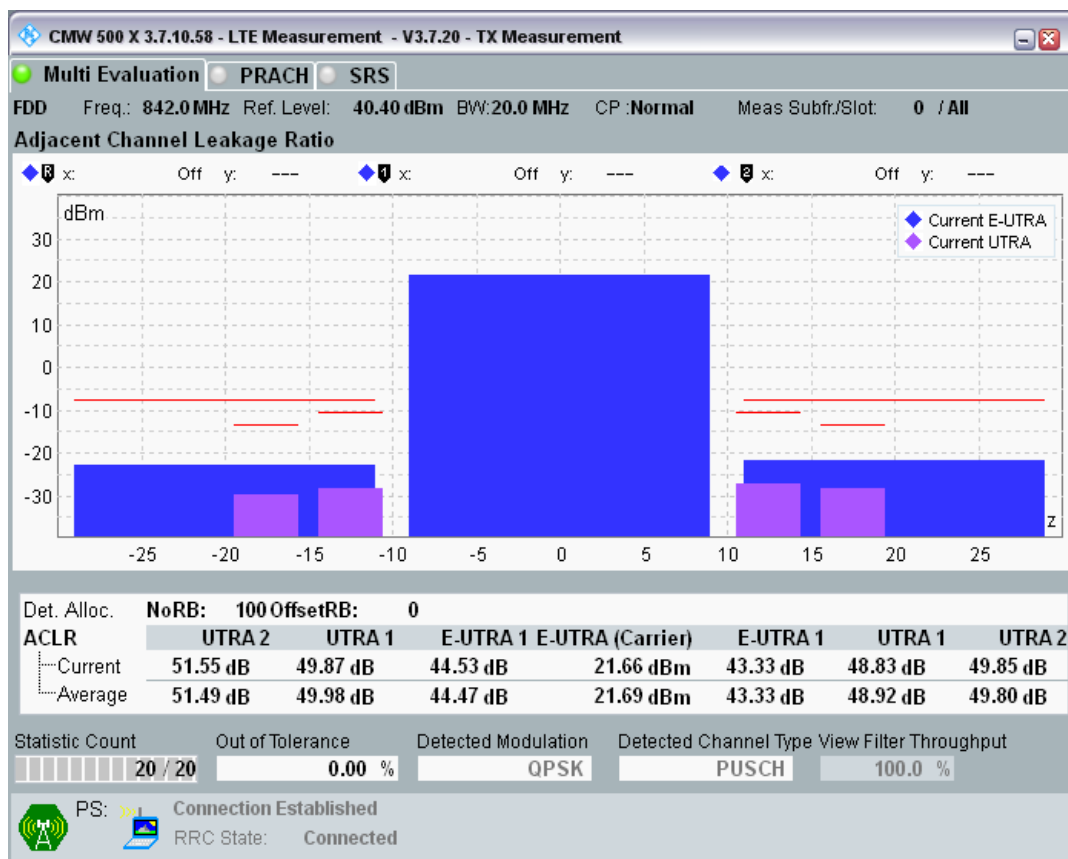 CMW 500 X 3.7.10.58 - LTE Measurement - V3.7.20 - TX Measurement
Multi Evaluation PRACH SRS
FDD Freq.: 842.0 MHz Ref. Level: 40.40 dBm BW:20.0 MHz CP :Normal Meas Subfr./Slot: 0 / All
Adjacent Channel Leakage Ratio
R x: Off y: --- 1 x: Off y: --- 2 x: Off y: ---
dBm
Current E-UTRA
Current UTRA
30
20
10
0
-10
-20
-30
z
-25 -20 -15 -10 -5 0 5 10 15 20 25
Det. Alloc. NoRB: 100 OffsetRB: 0
ACLR UTRA 2 UTRA 1 E-UTRA 1 E-UTRA (Carrier) E-UTRA 1 UTRA 1 UTRA 2
Current 51.55 dB 49.87 dB 44.53 dB 21.66 dBm 43.33 dB 48.83 dB 49.85 dB
Average 51.49 dB 49.98 dB 44.47 dB 21.69 dBm 43.33 dB 48.92 dB 49.80 dB
Statistic Count Out of Tolerance Detected Modulation Detected Channel Type View Filter Throughput
20 / 20 0.00 % QPSK PUSCH 100.0 %
PS: Connection Established
RRC State: Connected